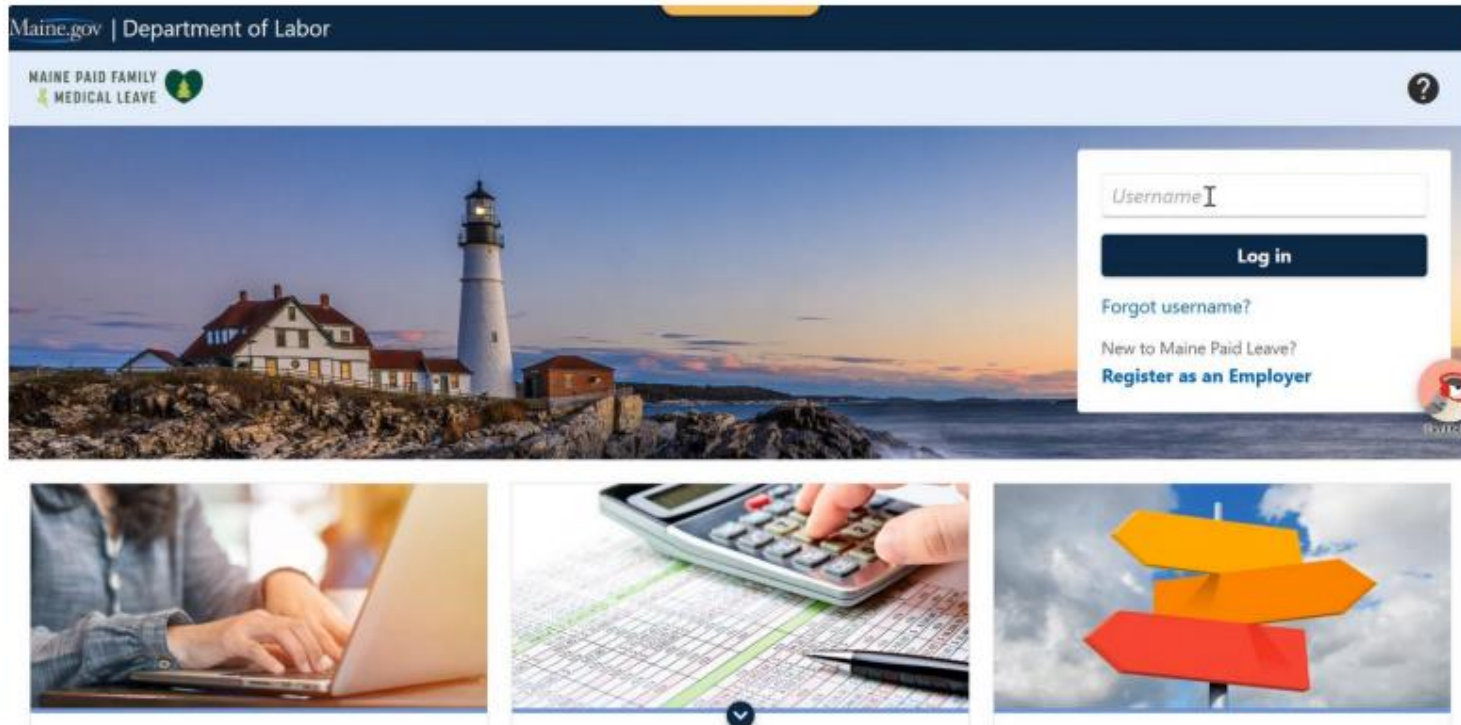 Maine.gov | Department of Labor
MAINE PAID FAMILY
& MEDICAL LEAVE
?
Username
Log in
Forgot username?
New to Maine Paid Leave?
Register as an Employer